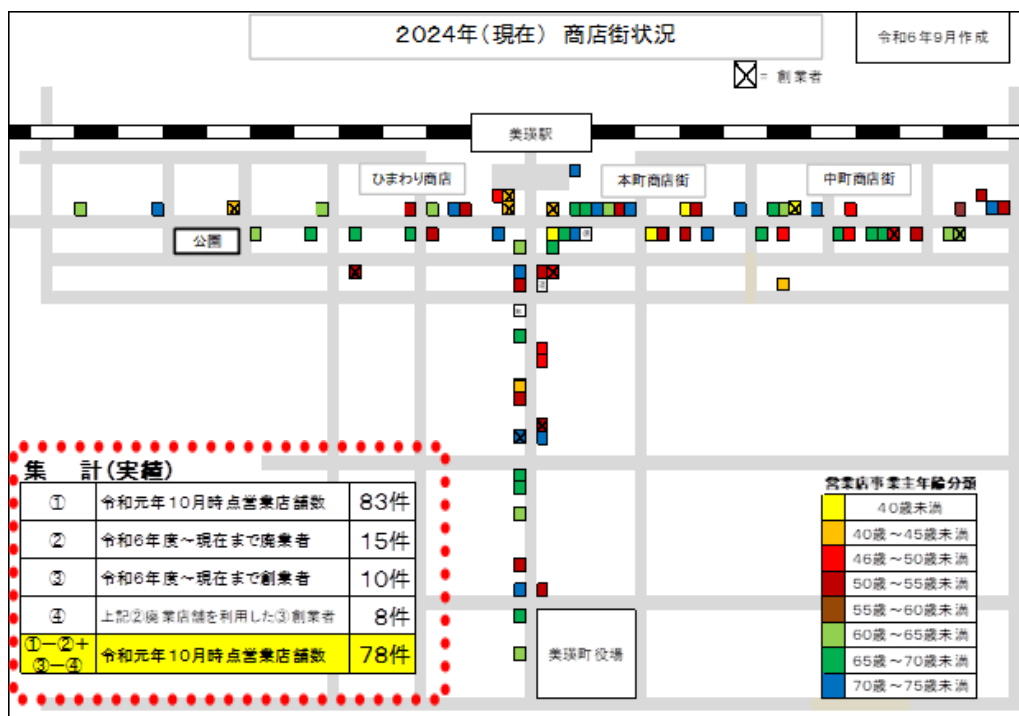 2024年(現在) 商店街状況
令和6年9月作成
= 創業者
美瑛駅
ひまわり商店
本町商店街
中町商店街
公園
集 計(実績)
① 令和元年10月時点営業店舗数 83件
② 令和6年度~現在まで廃業者 15件
③ 令和6年度~現在まで創業者 10件
④ 上記②廃業店舗を利用した③創業者 8件
①-②+
③-④ 令和元年10月時点営業店舗数 78件
営業店事業主年齢分類
40歳未満
40歳~45歳未満
46歳~50歳未満
50歳~55歳未満
55歳~60歳未満
60歳~65歳未満
65歳~70歳未満
70歳~75歳未満
美瑛町役場